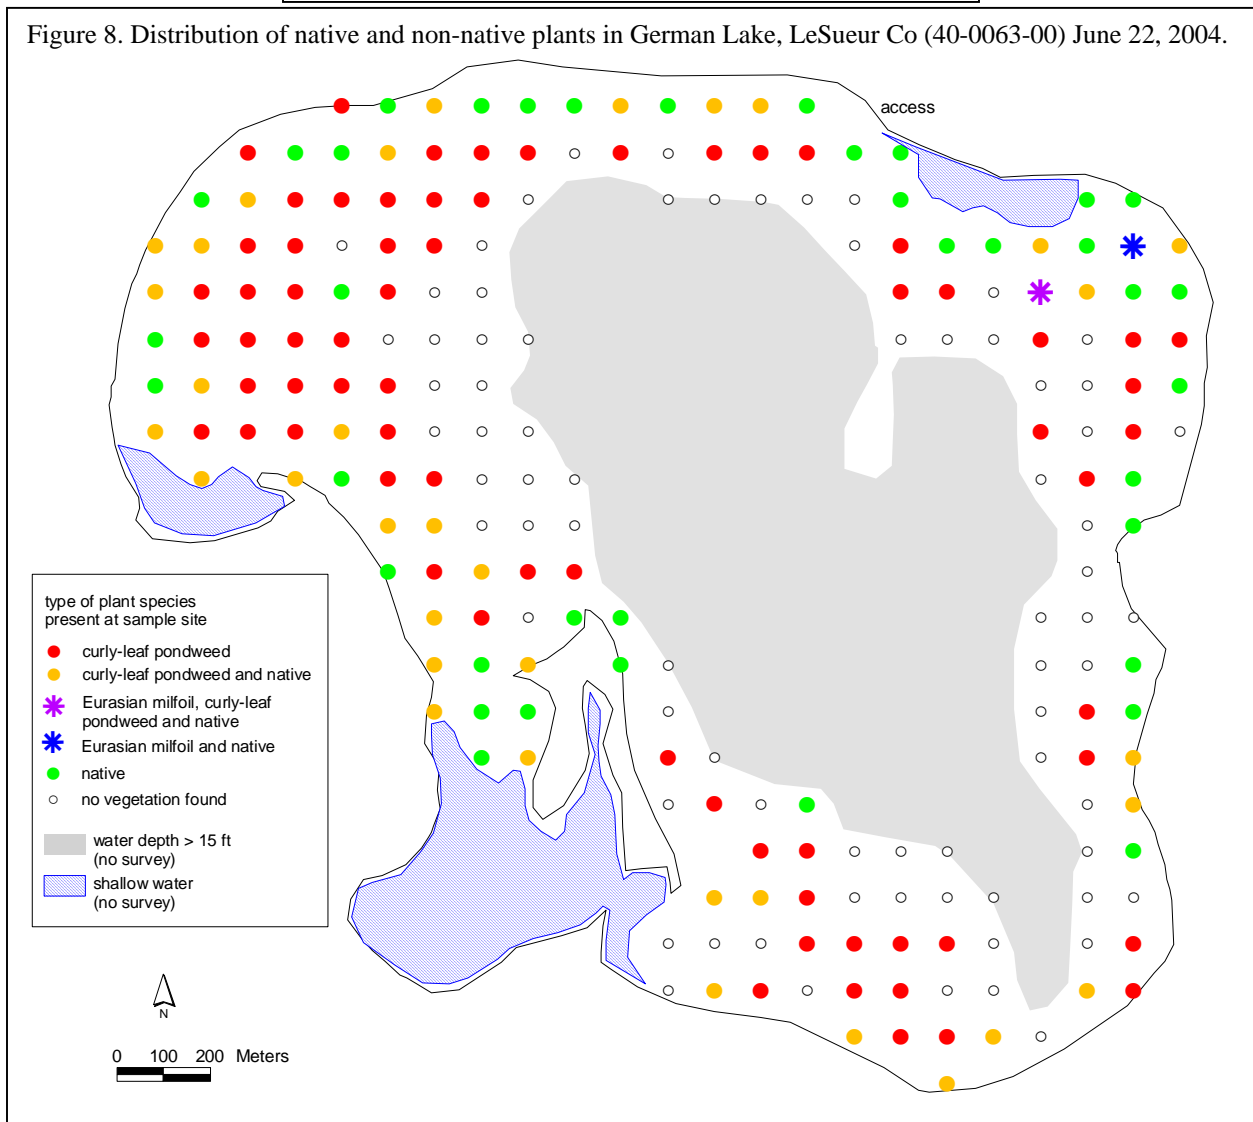 Figure 8. Distribution of native and non-native plants in German Lake, LeSueur Co (40-0063-00) June 22, 2004.
access
type of plant species
present at sample site
curly-leaf pondweed
curly-leaf pondweed and native
Eurasian milfoil, curly-leaf
pondweed and native
Eurasian milfoil and native
native
no vegetation found
water depth > 15 ft
(no survey)
shallow water
(no survey)
N
0 100 200 Meters